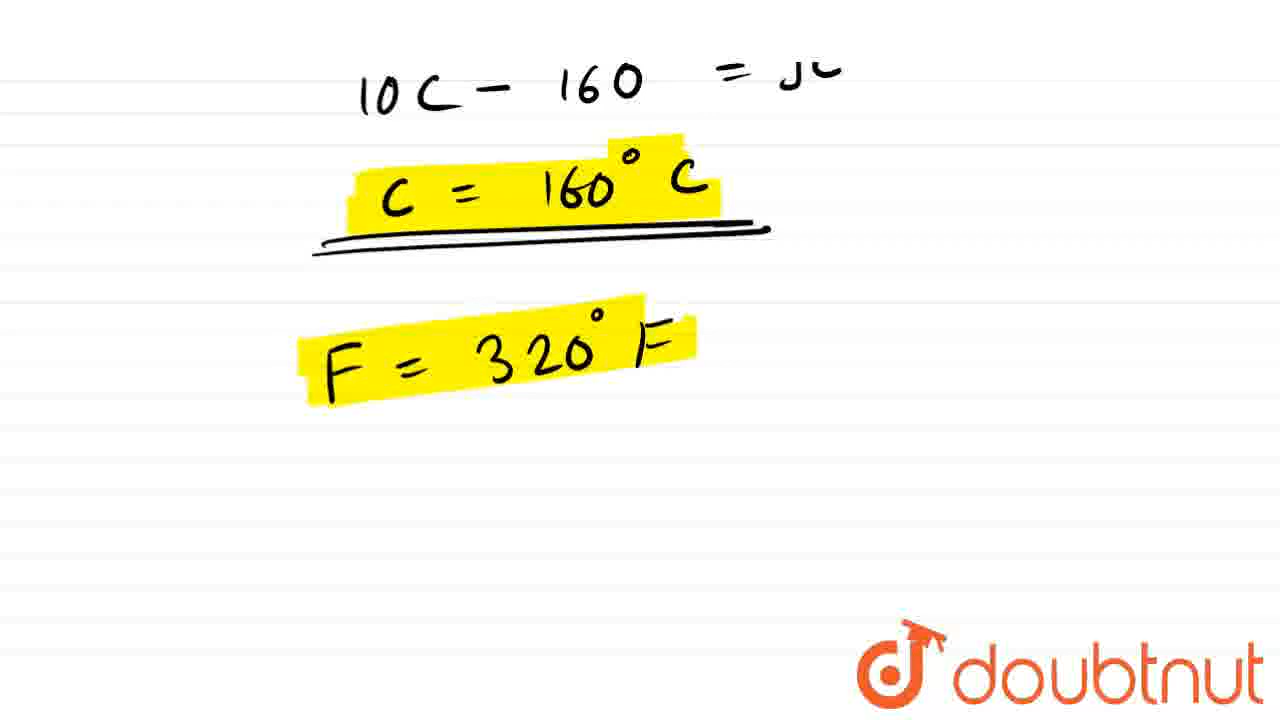 10C - 160 =
C = 160° C
F = 320° F
doubtnut